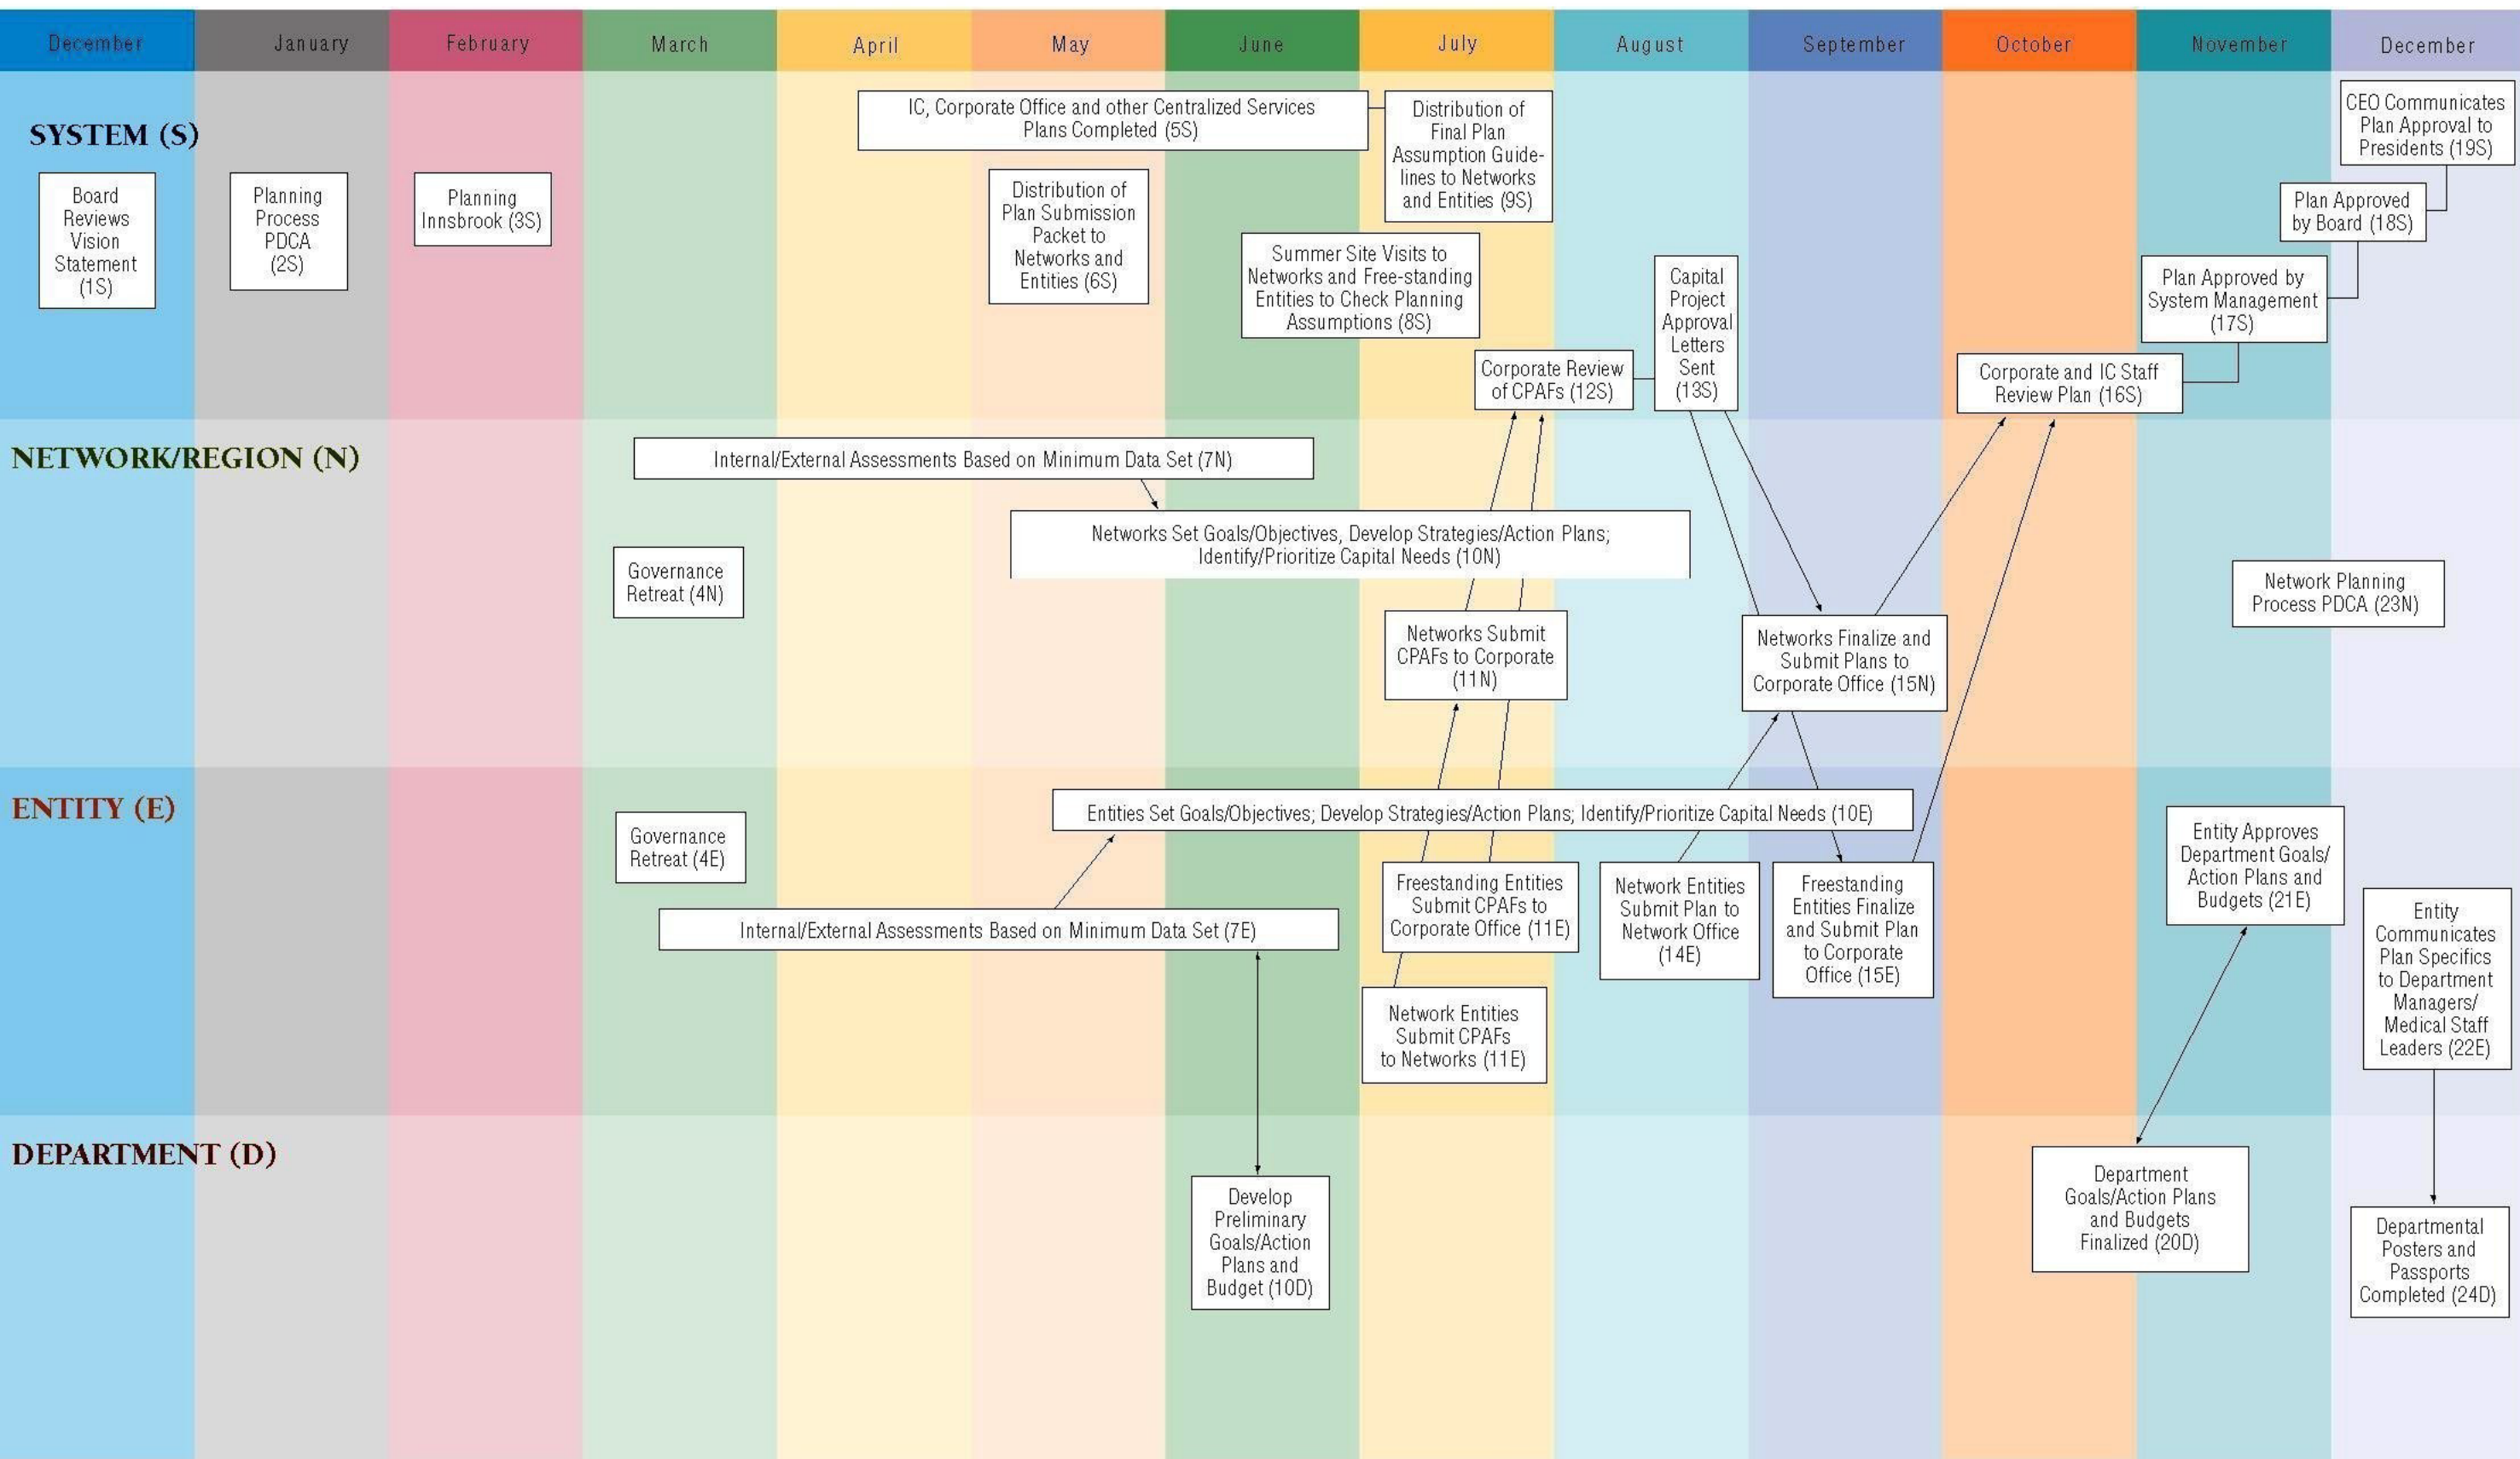 December
January
February
March
April
May
June
July
August
September
October
November
December
SYSTEM (S)
Board
Reviews
Vision
Statement
(1S)
Planning
Process
PDCA
(2S)
Planning
Innsbrook (3S)
IC, Corporate Office and other Centralized Services
Plans Completed (5S)
Distribution of
Plan Submission
Packet to
Networks and
Entities (6S)
Distribution of
Final Plan
Assumption Guide-
lines to Networks
and Entities (9S)
Summer Site Visits to
Networks and Free-standing
Entities to Check Planning
Assumptions (8S)
Corporate Review
of CPAFs (12S)
Capital
Project
Approval
Letters
Sent
(13S)
Corporate and IC Staff
Review Plan (16S)
Plan Approved by
System Management
(17S)
Plan Approved
by Board (18S)
CEO Communicates
Plan Approval to
Presidents (19S)
NETWORK/REGION (N)
Internal/External Assessments Based on Minimum Data Set (7N)
Networks Set Goals/Objectives, Develop Strategies/Action Plans;
Identify/Prioritize Capital Needs (10N)
Governance
Retreat (4N)
Networks Submit
CPAFs to Corporate
(11N)
Networks Finalize and
Submit Plans to
Corporate Office (15N)
Network Planning
Process PDCA (23N)
ENTITY (E)
Governance
Retreat (4E)
Entities Set Goals/Objectives; Develop Strategies/Action Plans; Identify/Prioritize Capital Needs (10E)
Internal/External Assessments Based on Minimum Data Set (7E)
Freestanding Entities
Submit CPAFs to
Corporate Office (11E)
Network Entities
Submit CPAFs
to Networks (11E)
Network Entities
Submit Plan to
Network Office
(14E)
Freestanding
Entities Finalize
and Submit Plan
to Corporate
Office (15E)
Entity Approves
Department Goals/
Action Plans and
Budgets (21E)
Entity
Communicates
Plan Specifics
to Department
Managers/
Medical Staff
Leaders (22E)
DEPARTMENT (D)
Develop
Preliminary
Goals/Action
Plans and
Budget (10D)
Department
Goals/Action Plans
and Budgets
Finalized (20D)
Departmental
Posters and
Passports
Completed (24D)